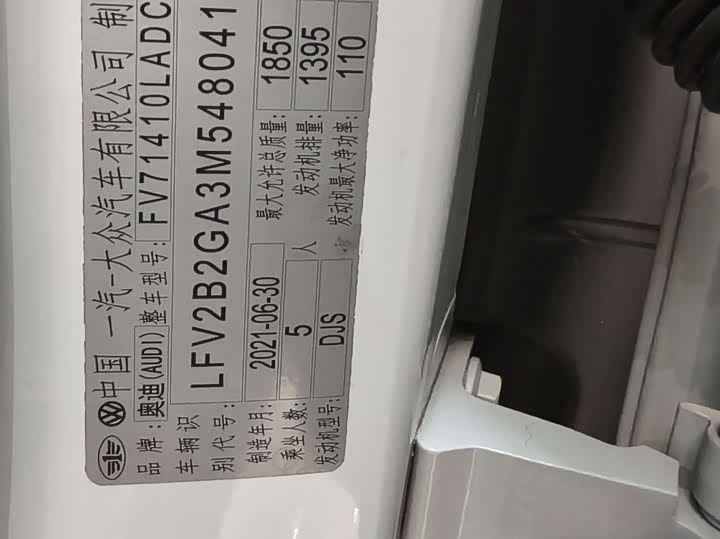 中国 一汽-大众汽车有限公司 制
品牌: 奥迪(AUDI) 整车型号: FV71410LADC
车辆识别代号: LFV2B2GA3M548041
制造年月: 2021-06-30 最大允许总质量: 1850
乘坐人数: 5 人 发动机排量: 1395
发动机型号: DJS 发动机最大净功率: 110